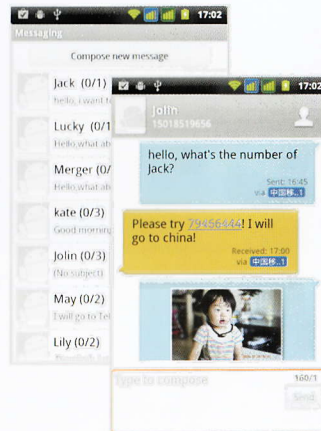 17:02
Messaging
Compose new message
Jack (0/1)
hello, i want to
Lucky (0/1
Hello,what ab
Merger (0/
Hello,what ab
kate (0/3)
Good morning
Jolin (0/3)
(No subject)
May (0/2)
I will go to Tel
Lily (0/2)
17:02
Jolin
15018519656
hello, what's the number of
Jack?
Sent: 16:45
via 中国移..1
Please try 79456444! I will
go to china!
Received: 17:00
via 中国移..1
Type to compose
160/1
Send